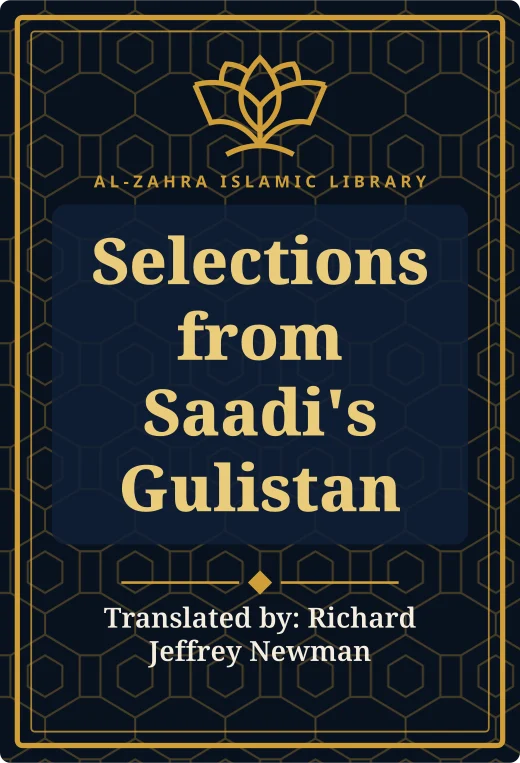 AL-ZAHRA ISLAMIC LIBRARY
Selections
from
Saadi's
Gulistan
Translated by: Richard
Jeffrey Newman